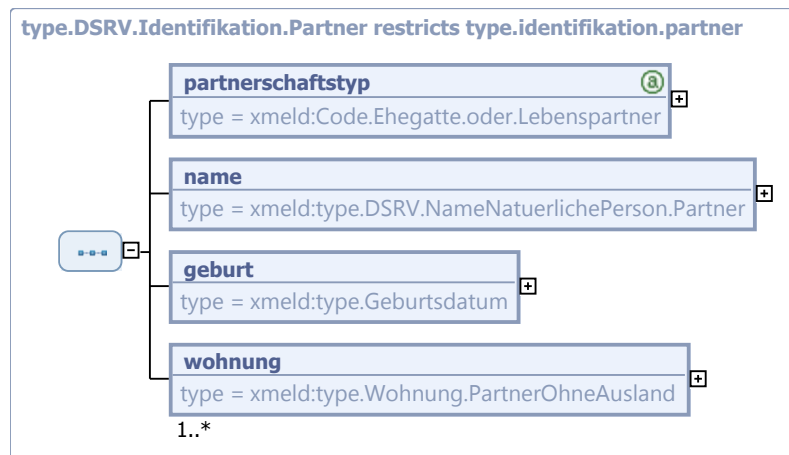 type.DSRV.Identifikation.Partner restricts type.identifikation.partner
partnerschaftstyp
type = xmeld:Code.Ehegatte.oder.Lebenspartner
name
type = xmeld:type.DSRV.NameNatuerlichePerson.Partner
geburt
type = xmeld:type.Geburtsdatum
wohnung
type = xmeld:type.Wohnung.PartnerOhneAusland
1..*